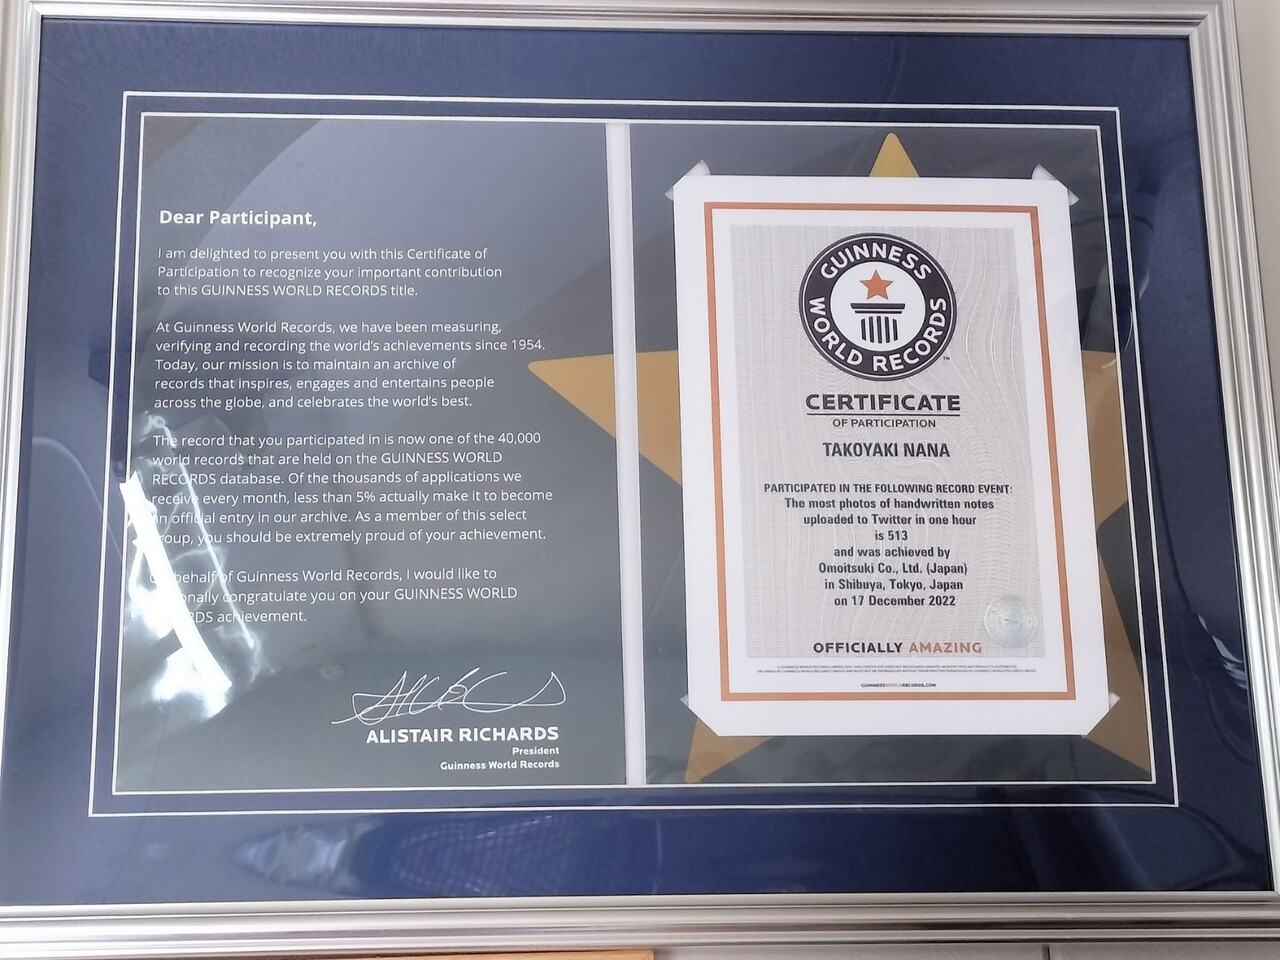 Dear Participant,
I am delighted to present you with this Certificate of
Participation to recognize your important contribution
to this GUINNESS WORLD RECORDS title.
At Guinness World Records, we have been measuring,
verifying and recording the world's achievements since 1954.
Today, our mission is to maintain an archive of
records that inspires, engages and entertains people
across the globe, and celebrates the world's best.
The record that you participated in is now one of the 40,000
world records that are held on the GUINNESS WORLD
RECORDS database. Of the thousands of applications we
receive every month, less than 5% actually make it to become
an official entry in our archive. As a member of this select
group, you should be extremely proud of your achievement.
behalf of Guinness World Records, I would like to
congratulate you on your GUINNESS WORLD
achievement.
ALISTAIR RICHARDS
President
Guinness World Records
GUINNESS
WORLD RECORDS
™
CERTIFICATE
OF PARTICIPATION
TAKOYAKI NANA
PARTICIPATED IN THE FOLLOWING RECORD EVENT:
The most photos of handwritten notes
uploaded to Twitter in one hour
is 513
and was achieved by
Omoitsuki Co., Ltd. (Japan)
in Shibuya, Tokyo, Japan
on 17 December 2022
OFFICIALLY AMAZING
GUINNESSWORLDRECORDS.COM